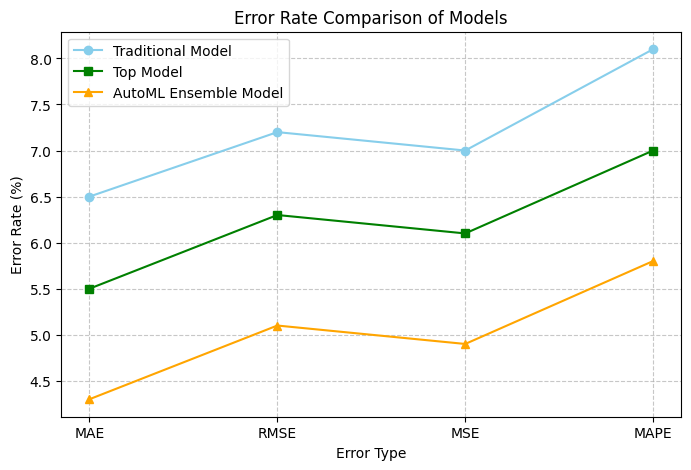 Error Rate Comparison of Models
Traditional Model
Top Model
AutoML Ensemble Model
Error Rate (%)
8.0
7.5
7.0
6.5
6.0
5.5
5.0
4.5
MAE RMSE MSE MAPE
Error Type